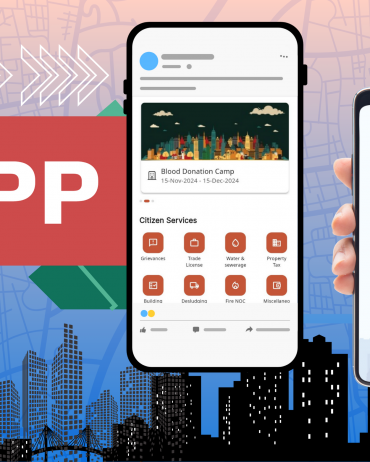 PP
Blood Donation Camp
15-Nov-2024 - 15-Dec-2024
Citizen Services
Grievances
Trade
License
Water &
sewerage
Property
Tax
Building
Desludging
Fire NOC
Miscellaneo